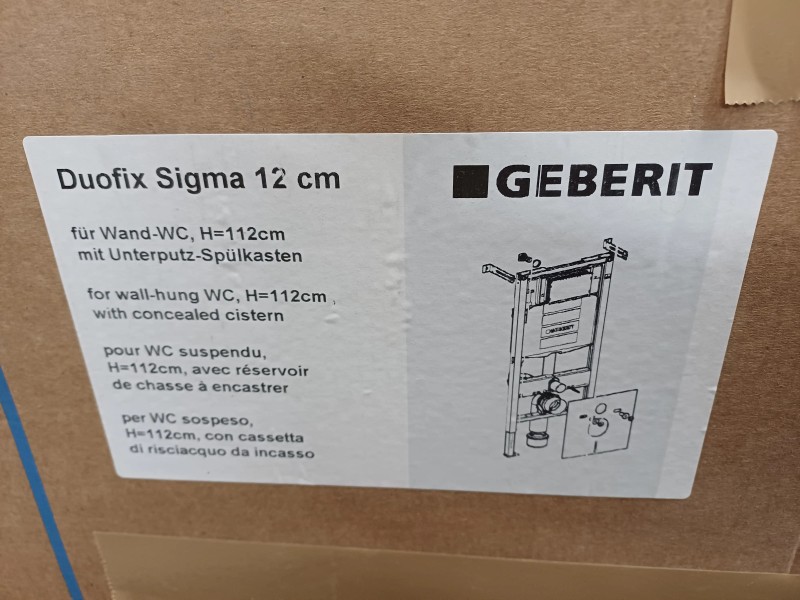 Duofix Sigma 12 cm
GEBERIT
für Wand-WC, H=112cm
mit Unterputz-Spülkasten
for wall-hung WC, H=112cm,
with concealed cistern
pour WC suspendu,
H=112cm, avec réservoir
de chasse à encastrer
per WC sospeso,
H=112cm, con cassetta
di risciacquo da incasso
GEBERIT